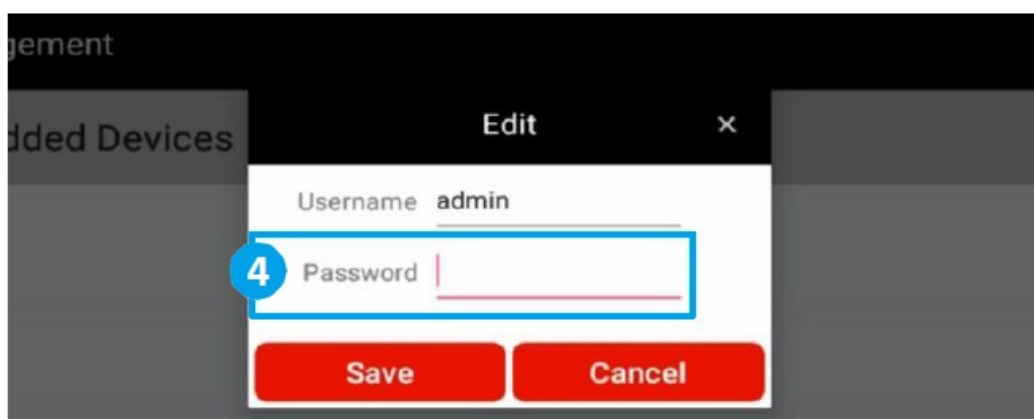 gement
dded Devices
Edit ×
Username admin
4 Password
Save Cancel